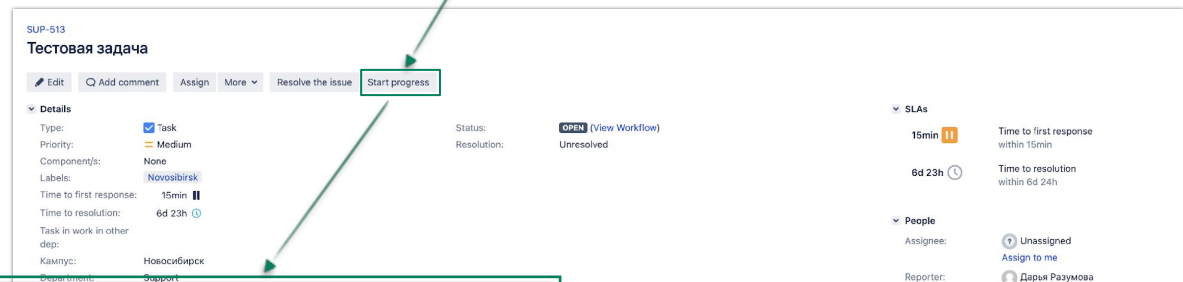 SUP-513
Тестовая задача
Edit Add comment Assign More Resolve the issue Start progress
Details
Type: Task
Priority: Medium
Component/s: None
Labels: Novosibirsk
Time to first response: 15min
Time to resolution: 6d 23h
Task in work in other
dep:
Кампус: Новосибирск
Department: Support
Status: OPEN (View Workflow)
Resolution: Unresolved
SLAs
15min Time to first response
within 15min
6d 23h Time to resolution
within 6d 24h
People
Assignee: Unassigned
Assign to me
Reporter: Дарья Разумова